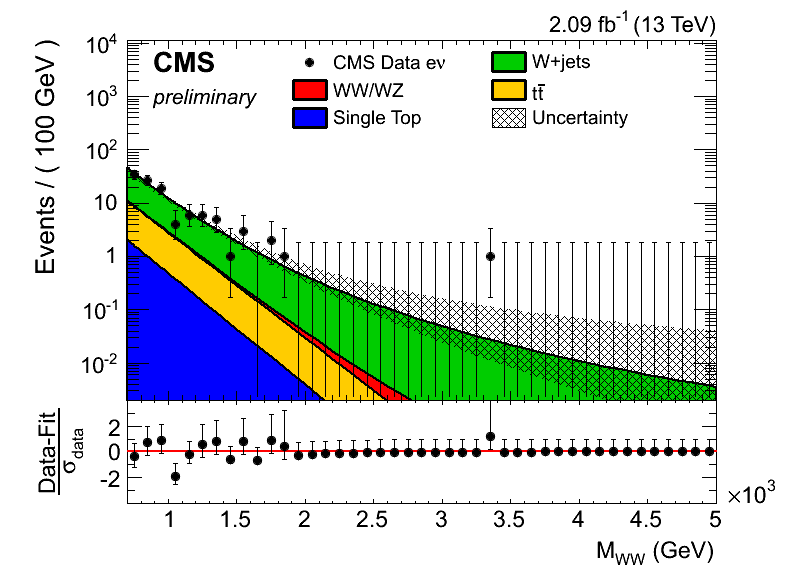 2.09 fb⁻¹ (13 TeV)
CMS
preliminary
CMS Data eν
WW/WZ
Single Top
W+jets
tt̄
Uncertainty
Events / ( 100 GeV )
10⁴
10³
10²
10
1
10⁻¹
10⁻²
Data-Fit
σdata
2
0
-2
1 1.5 2 2.5 3 3.5 4 4.5 5
×10³
M_WW (GeV)